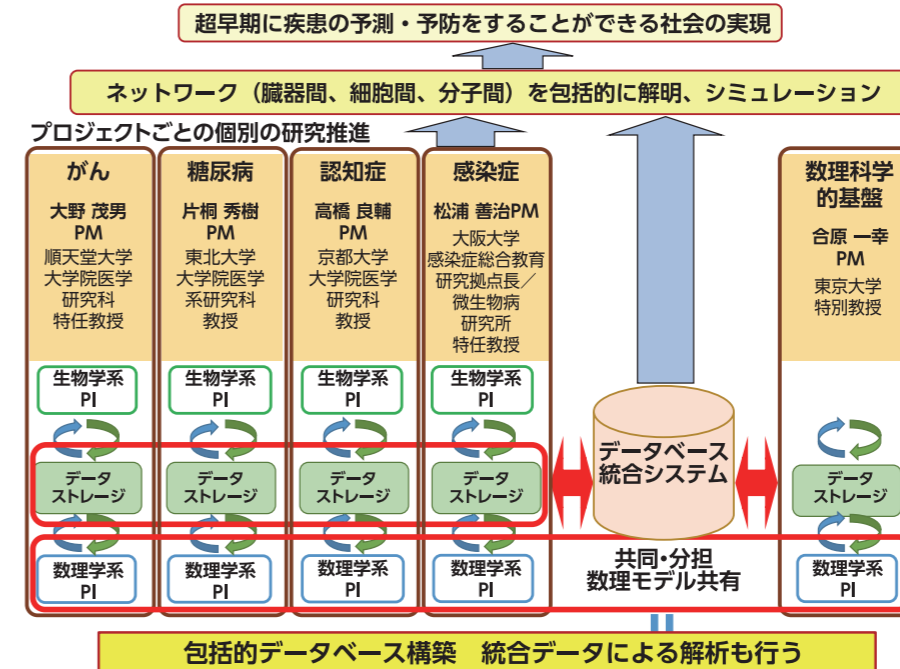 超早期に疾患の予測・予防をすることができる社会の実現
ネットワーク（臓器間、細胞間、分子間）を包括的に解明、シミュレーション
プロジェクトごとの個別の研究推進
がん
大野 茂男
PM
順天堂大学
大学院医学
研究科
特任教授
生物学系
PI
データ
ストレージ
数理学系
PI
糖尿病
片桐 秀樹
PM
東北大学
大学院医学
系研究科
教授
生物学系
PI
データ
ストレージ
数理学系
PI
認知症
高橋 良輔
PM
京都大学
大学院医学
研究科
教授
生物学系
PI
データ
ストレージ
数理学系
PI
感染症
松浦 善治PM
大阪大学
感染症総合教育
研究拠点長／
微生物病
研究所
特任教授
生物学系
PI
データ
ストレージ
数理学系
PI
データベース
統合システム
共同・分担
数理モデル共有
数理科学
的基盤
合原 一幸
PM
東京大学
特別教授
データ
ストレージ
数理学系
PI
包括的データベース構築　統合データによる解析も行う